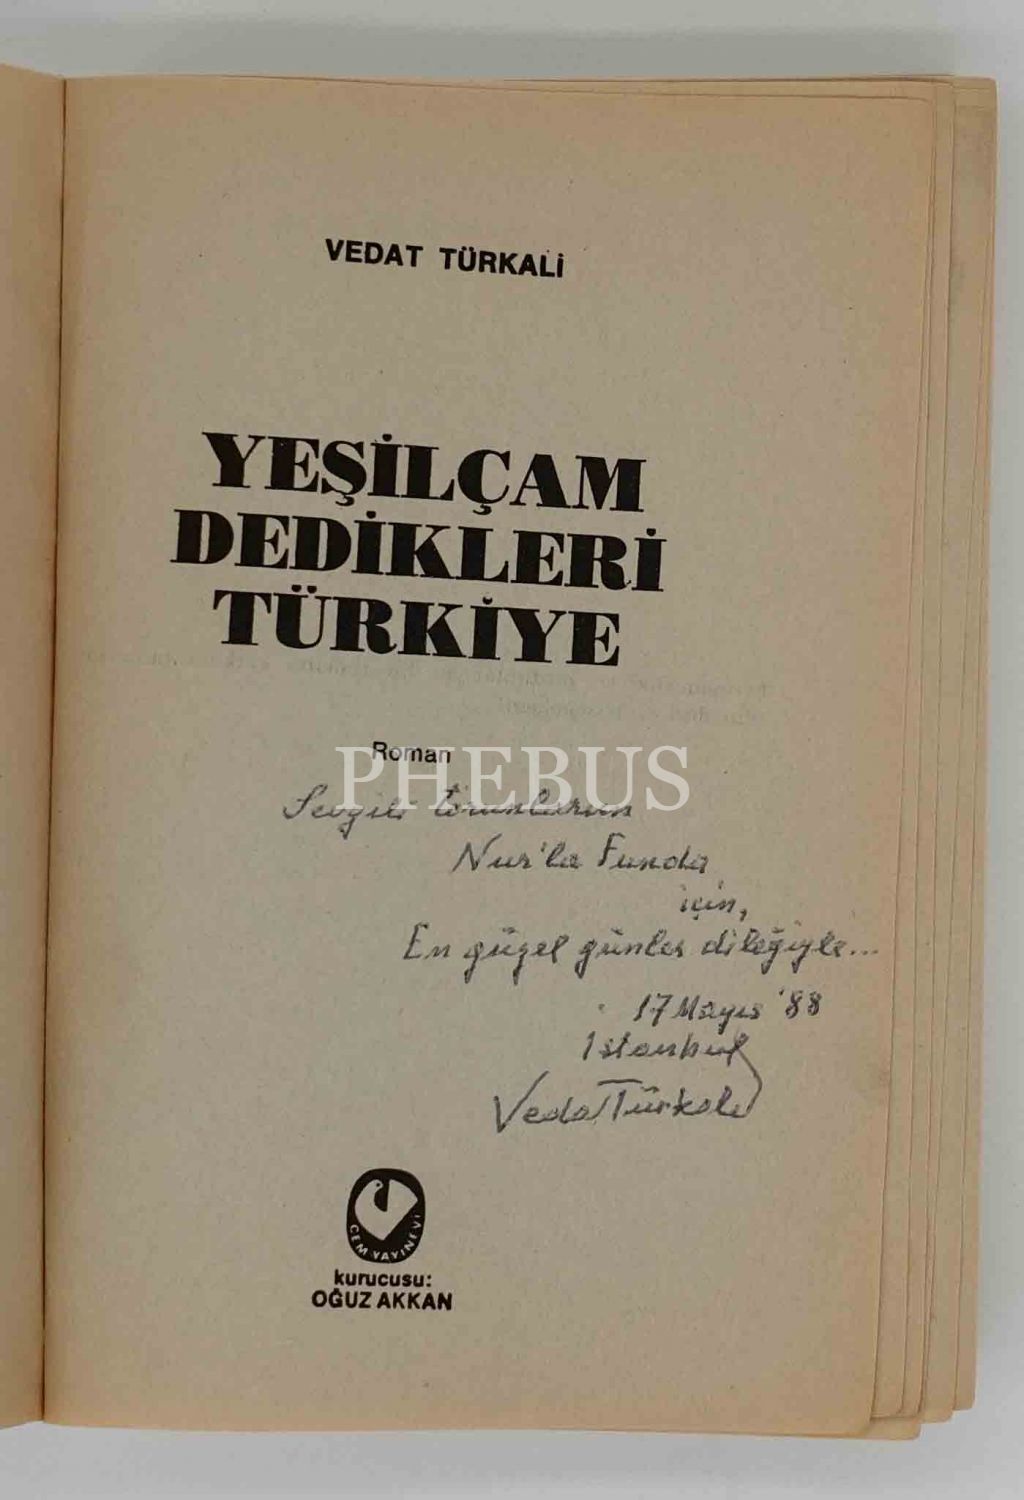 VEDAT TÜRKALİ
YEŞİLÇAM
DEDİKLERİ
TÜRKİYE
Roman
PHEBUS
Sevgili torunlarım
Nur'la Funda
için,
En güzel günler dileğiyle...
17 Mayıs '88
Istanbul
Vedat Türkali
CEM YAYINEVİ
kurucusu:
OĞUZ AKKAN